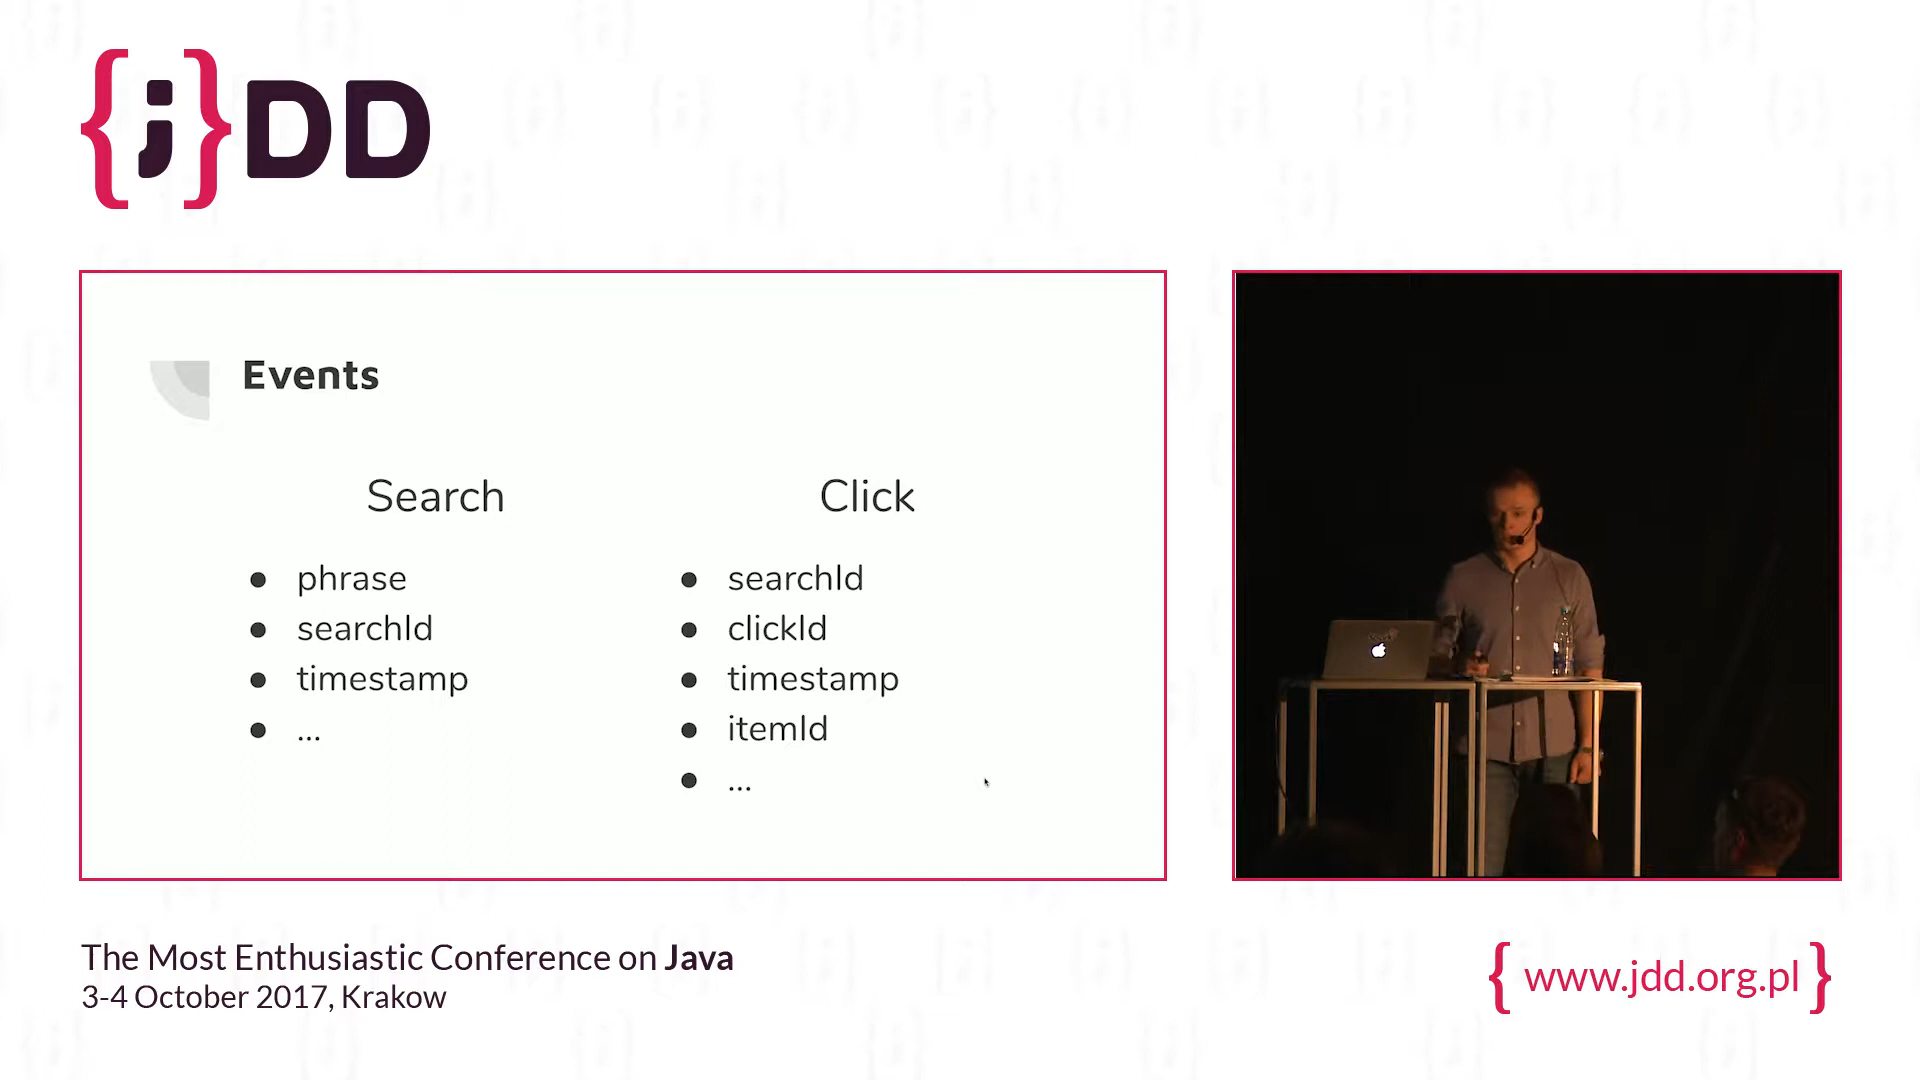 {;}DD
Events
Search
● phrase
● searchId
● timestamp
● ...
Click
● searchId
● clickId
● timestamp
● itemId
● ...
The Most Enthusiastic Conference on Java
3-4 October 2017, Krakow
{ www.jdd.org.pl }